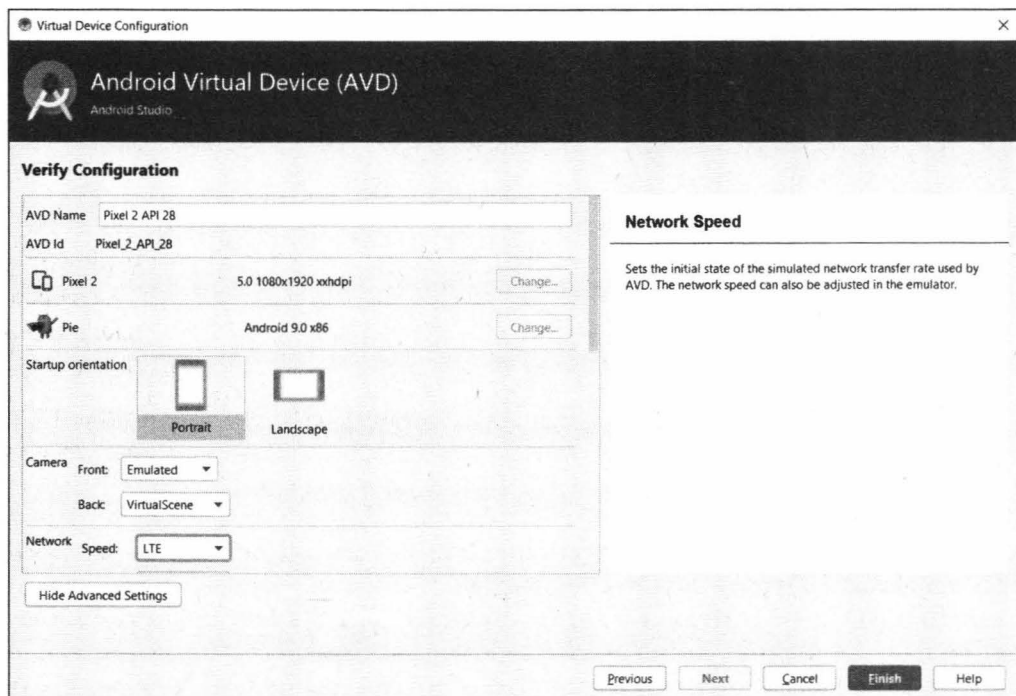 Virtual Device Configuration
Android Virtual Device (AVD)
Android Studio
Verify Configuration
AVD Name Pixel 2 API 28
AVD Id Pixel_2_API_28
Pixel 2 5.0 1080x1920 xxhdpi Change...
Pie Android 9.0 x86 Change...
Startup orientation
Portrait Landscape
Camera Front: Emulated
Back: VirtualScene
Network Speed: LTE
Hide Advanced Settings
Network Speed
Sets the initial state of the simulated network transfer rate used by
AVD. The network speed can also be adjusted in the emulator.
Previous Next Cancel Finish Help